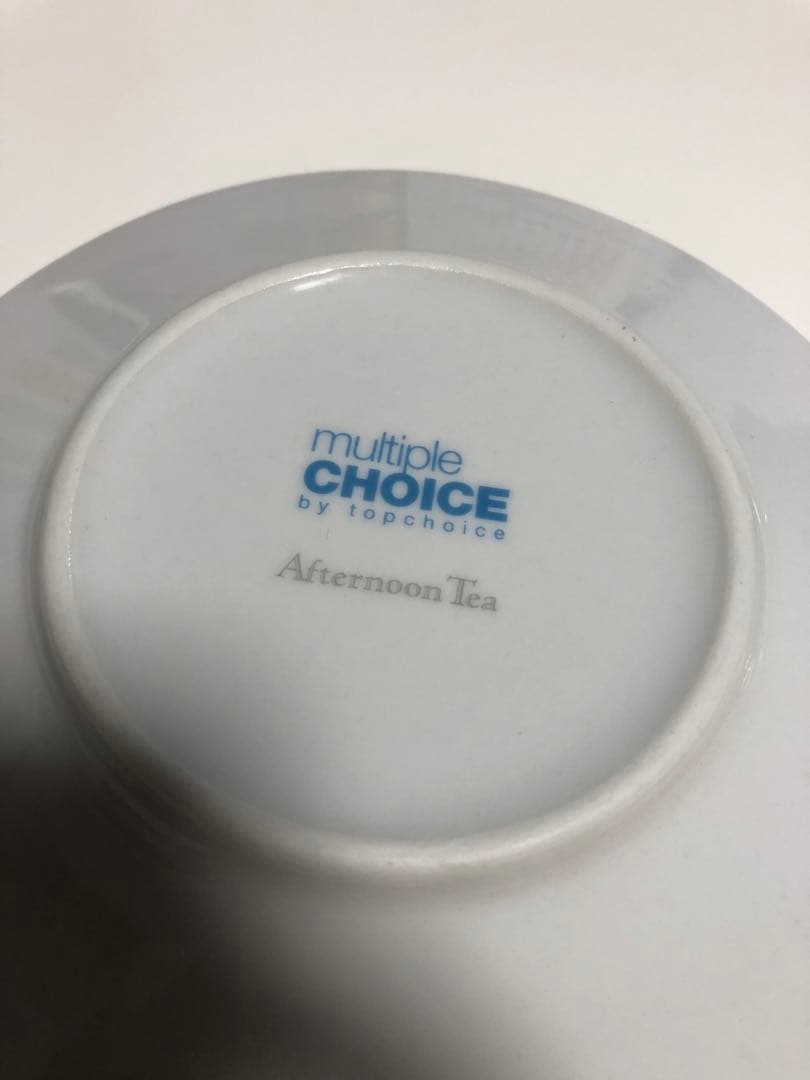 multiple
CHOICE
by topchoice
Afternoon Tea